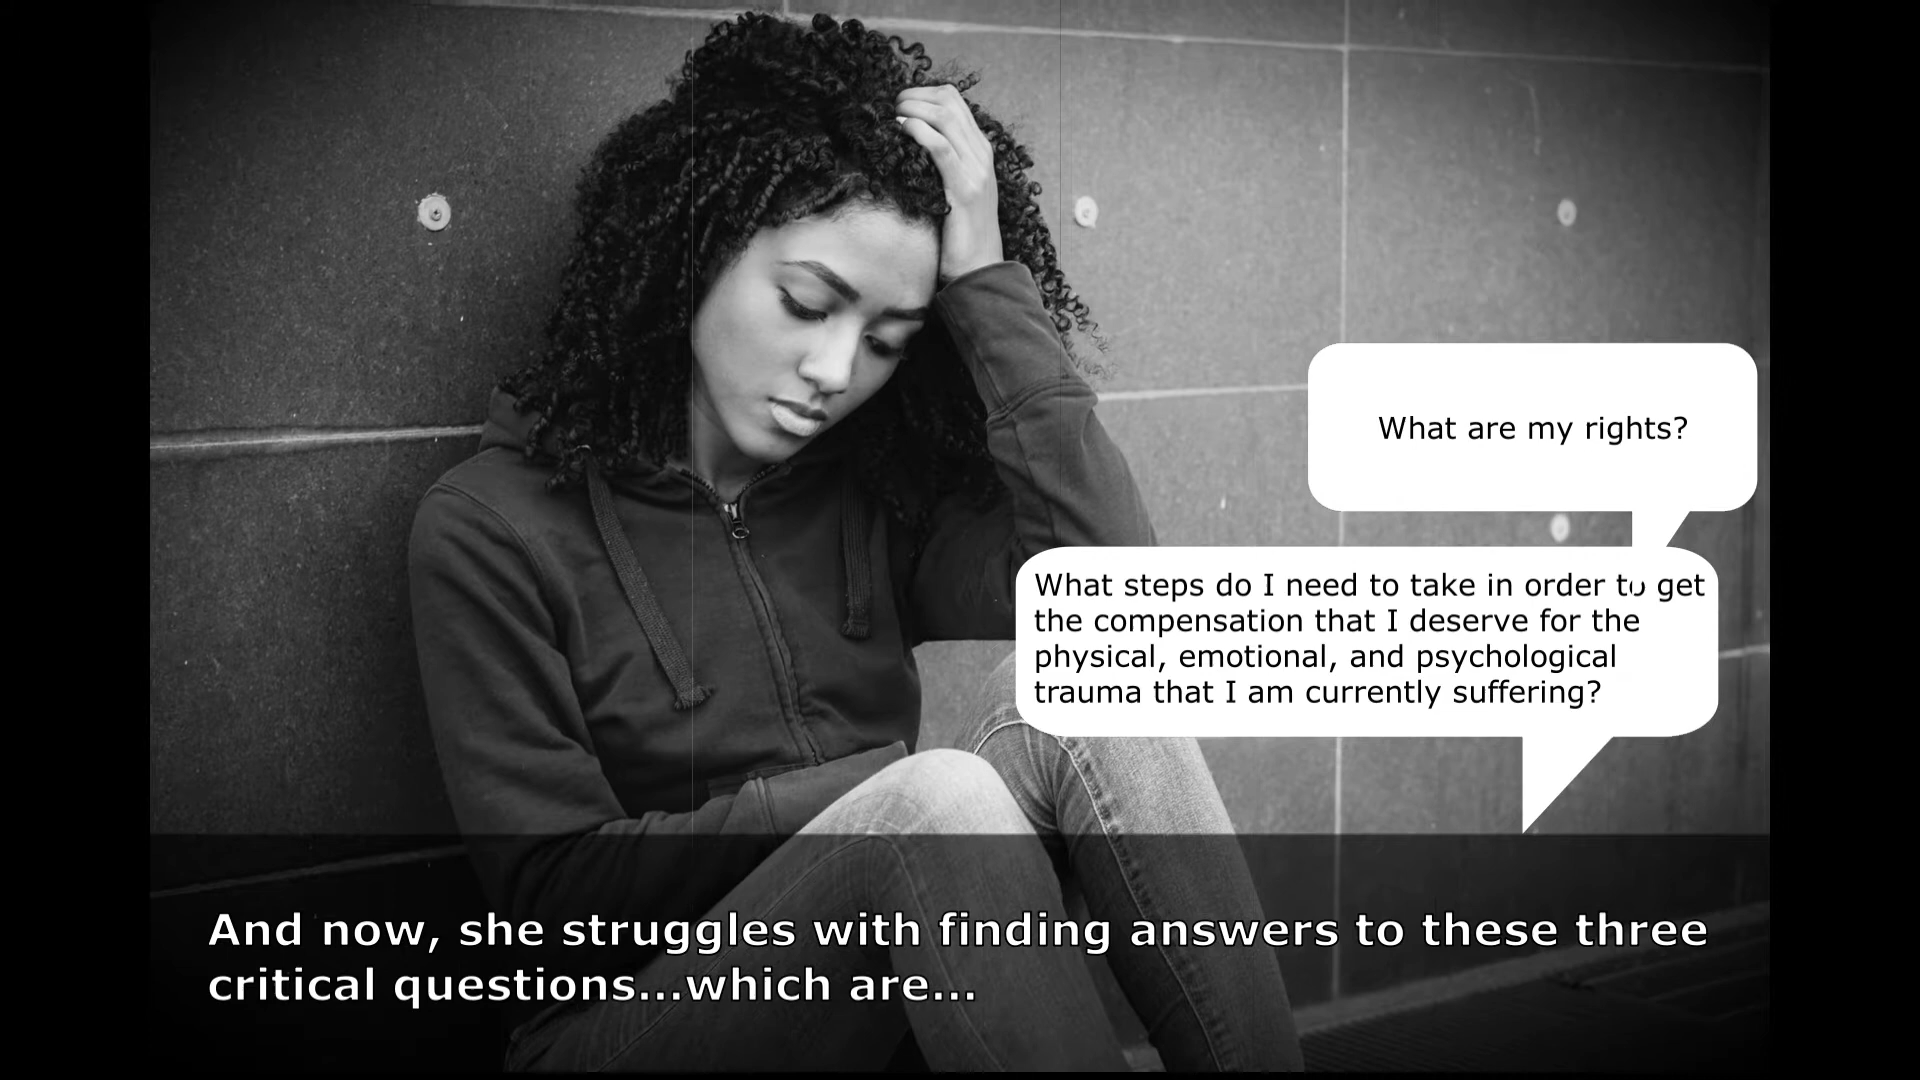 What are my rights?
What steps do I need to take in order to get
the compensation that I deserve for the
physical, emotional, and psychological
trauma that I am currently suffering?
And now, she struggles with finding answers to these three
critical questions...which are...